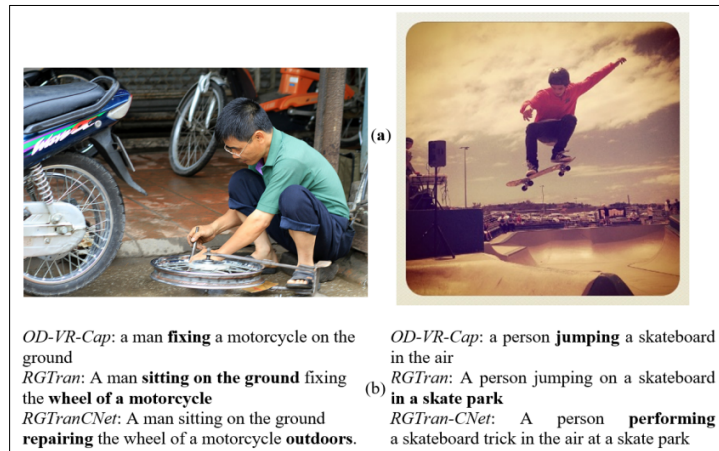 (a)
OD-VR-Cap: a man fixing a motorcycle on the
ground
RGTran: A man sitting on the ground fixing
the wheel of a motorcycle
RGTranCNet: A man sitting on the ground
repairing the wheel of a motorcycle outdoors.
(b)
OD-VR-Cap: a person jumping a skateboard
in the air
RGTran: A person jumping on a skateboard
in a skate park
RGTran-CNet: A person performing
a skateboard trick in the air at a skate park